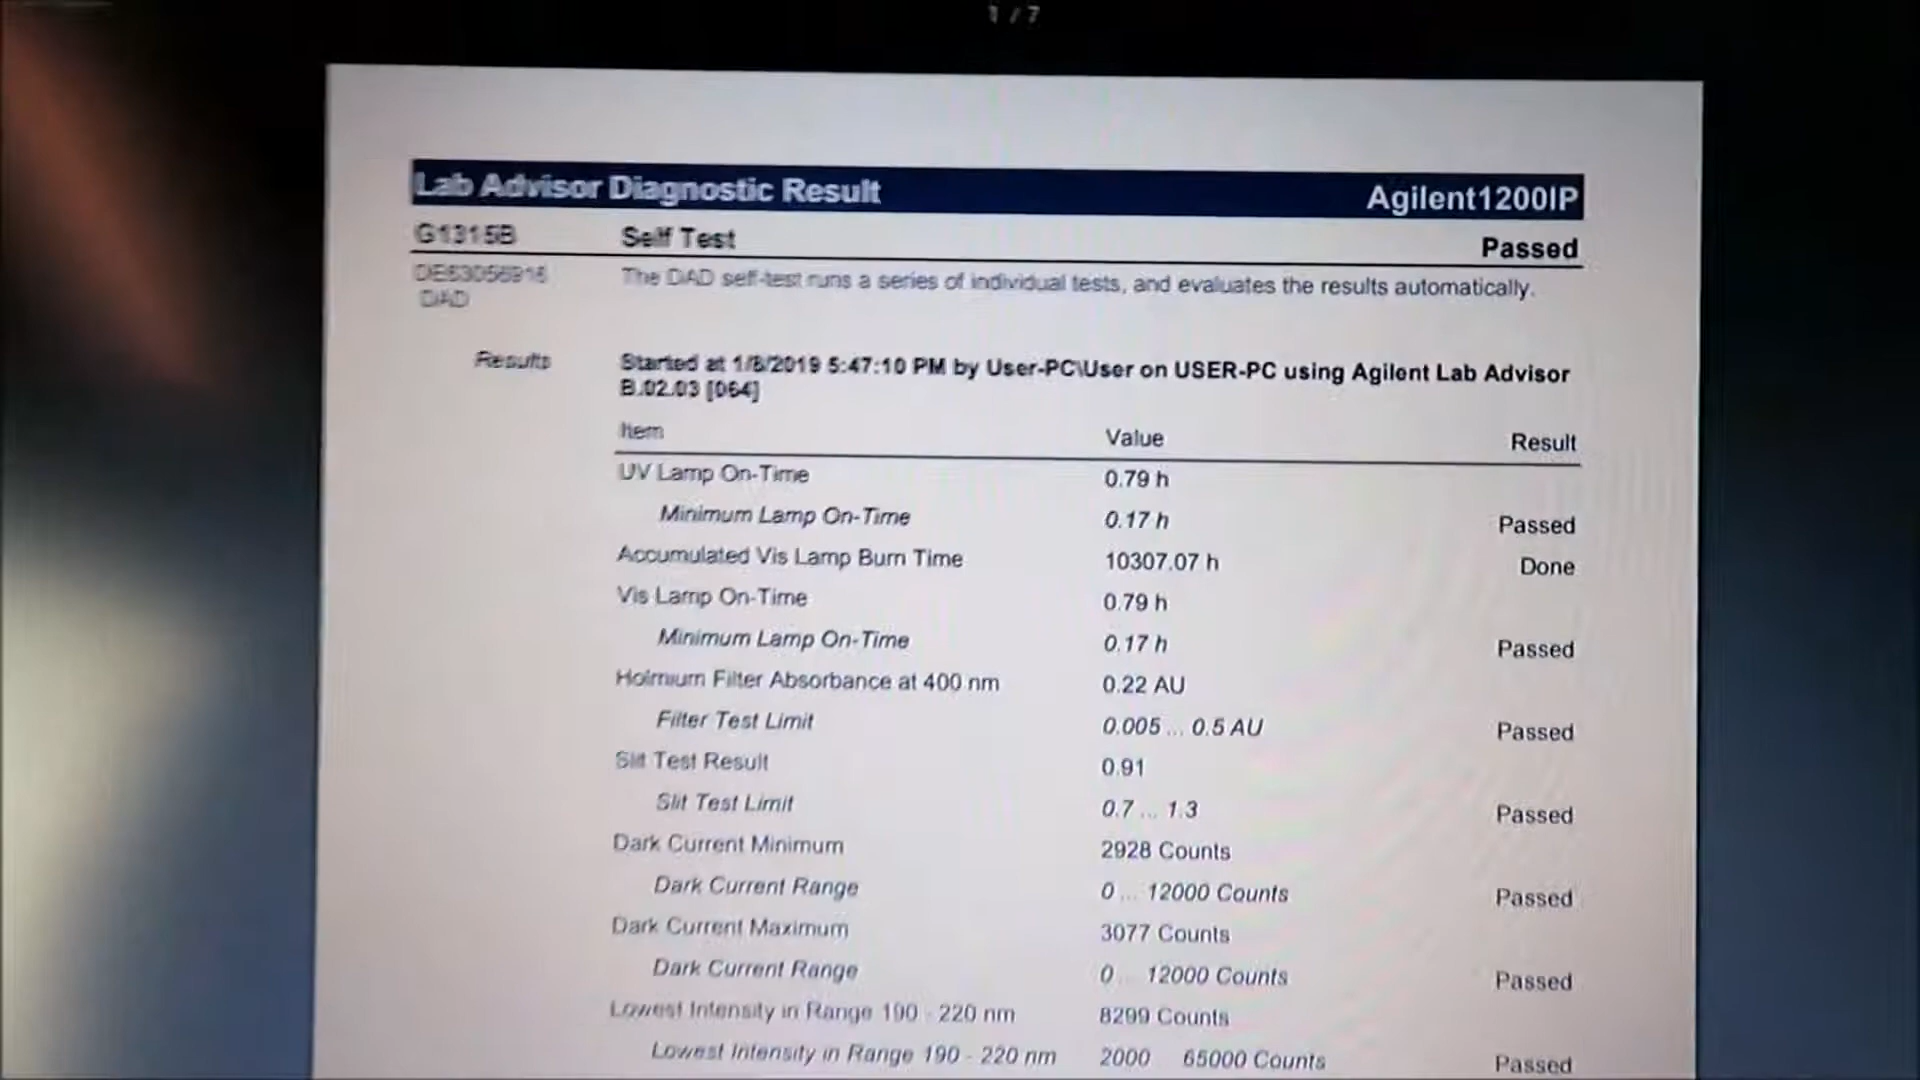 1 / 7
Lab Advisor Diagnostic Result Agilent1200IP
G1315B Self Test Passed
DAD The DAD self-test runs a series of individual tests, and evaluates the results automatically.
Results Started at 1/8/2019 5:47:10 PM by User-PC\User on USER-PC using Agilent Lab Advisor
B.02.03 [064]
Item Value Result
UV Lamp On-Time 0.79 h
Minimum Lamp On-Time 0.17 h Passed
Accumulated Vis Lamp Burn Time 10307.07 h Done
Vis Lamp On-Time 0.79 h
Minimum Lamp On-Time 0.17 h Passed
Holmium Filter Absorbance at 400 nm 0.22 AU
Filter Test Limit 0.005 ... 0.5 AU Passed
Slit Test Result 0.91
Slit Test Limit 0.7 ... 1.3 Passed
Dark Current Minimum 2928 Counts
Dark Current Range 0 ... 12000 Counts Passed
Dark Current Maximum 3077 Counts
Dark Current Range 0 ... 12000 Counts Passed
Lowest Intensity in Range 190 - 220 nm 8299 Counts
Lowest Intensity in Range 190 - 220 nm 2000 65000 Counts Passed